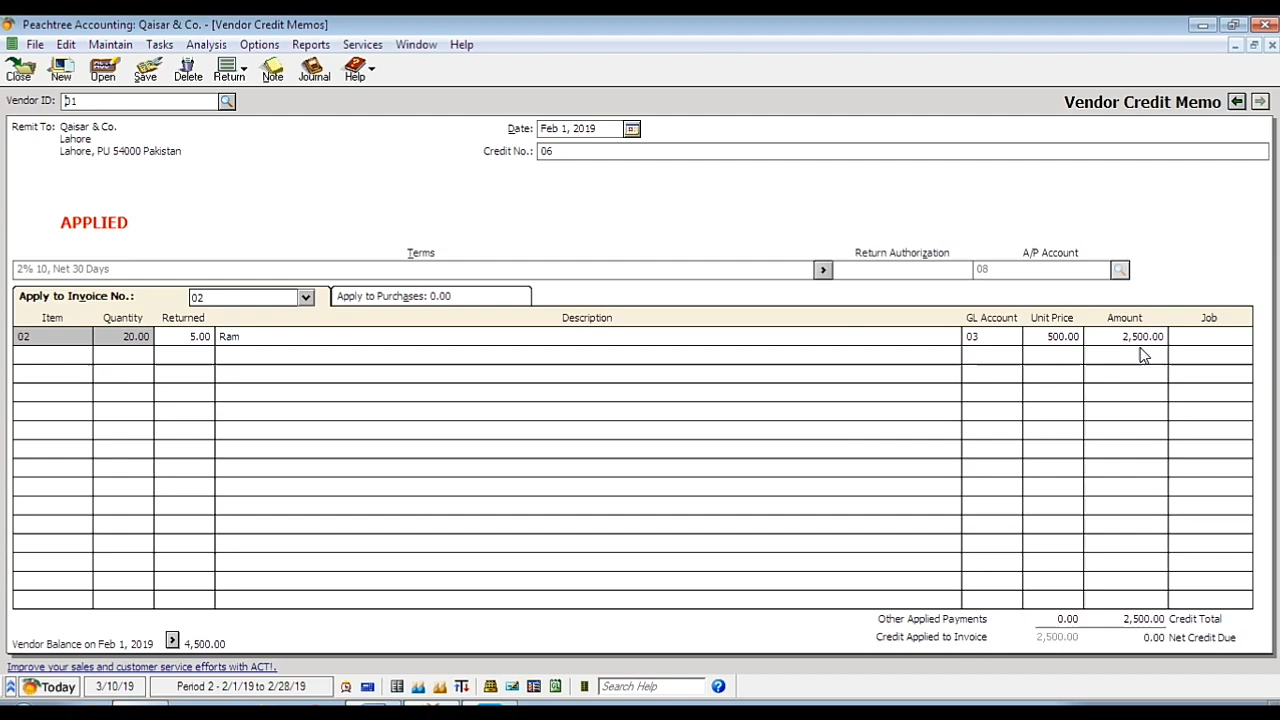 Peachtree Accounting: Qaisar & Co. - [Vendor Credit Memos]
File Edit Maintain Tasks Analysis Options Reports Services Window Help
Close New Open Save Delete Return Note Journal Help
Vendor ID: 01
Vendor Credit Memo
Remit To: Qaisar & Co.
Lahore
Lahore, PU 54000 Pakistan
Date: Feb 1, 2019
Credit No.: 06
APPLIED
Terms Return Authorization A/P Account
2% 10, Net 30 Days 08
Apply to Invoice No.: 02 Apply to Purchases: 0.00
Item Quantity Returned Description GL Account Unit Price Amount Job
02 20.00 5.00 Ram 03 500.00 2,500.00
Other Applied Payments 0.00 2,500.00 Credit Total
Credit Applied to Invoice 2,500.00 0.00 Net Credit Due
Vendor Balance on Feb 1, 2019 4,500.00
Improve your sales and customer service efforts with ACT!.
Today 3/10/19 Period 2 - 2/1/19 to 2/28/19 Search Help